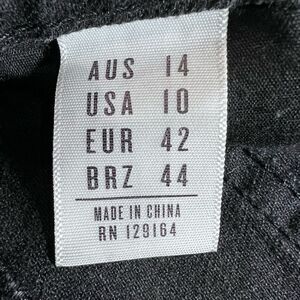 AUS 14
USA 10
EUR 42
BRZ 44
MADE IN CHINA
RN 129164